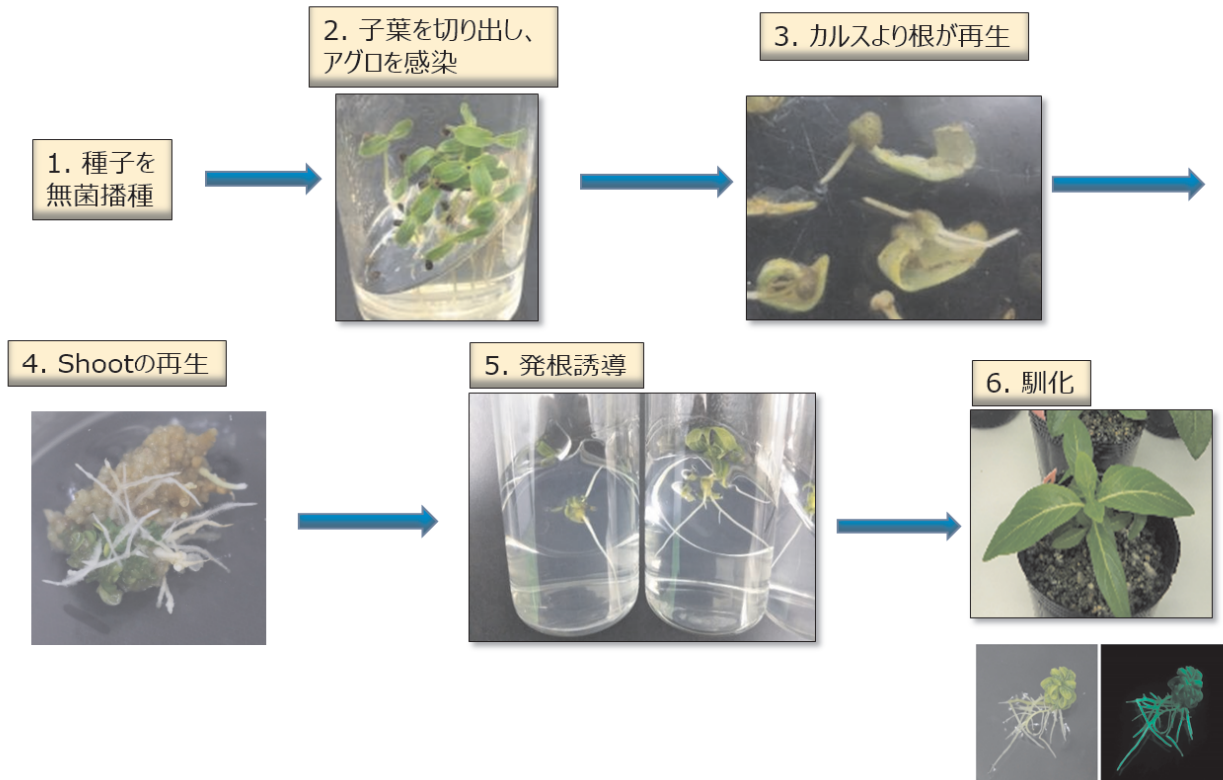 1. 種子を
無菌播種
2. 子葉を切り出し、
アグロを感染
3. カルスより根が再生
4. Shootの再生
5. 発根誘導
6. 馴化